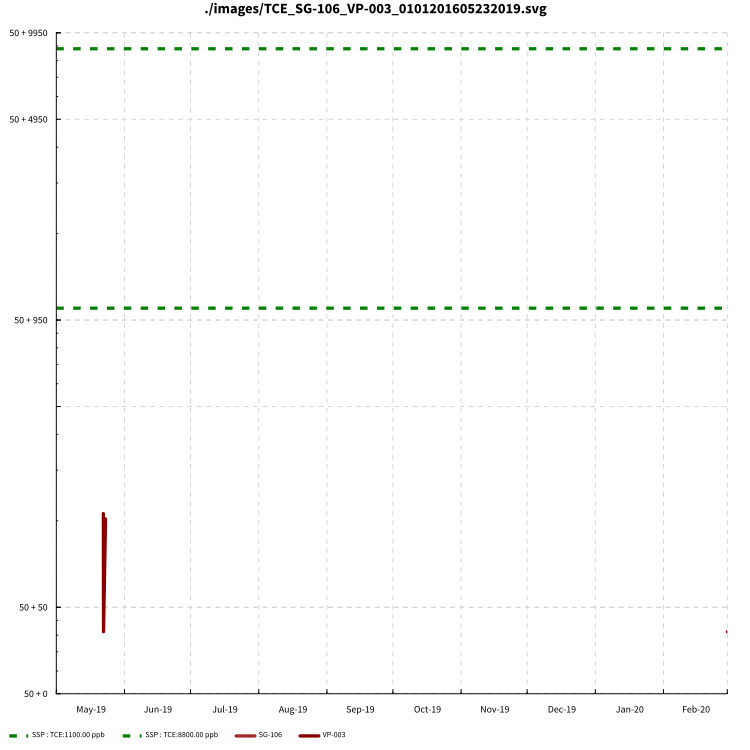 ./images/TCE_SG-106_VP-003_0101201605232019.svg
50 + 9950
50 + 4950
50 + 950
50 + 50
50 + 0
May-19 Jun-19 Jul-19 Aug-19 Sep-19 Oct-19 Nov-19 Dec-19 Jan-20 Feb-20
SSP : TCE:1100.00 ppb SSP : TCE:8800.00 ppb SG-106 VP-003